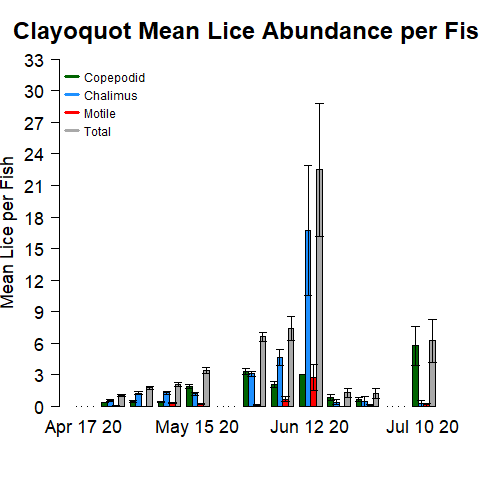 Clayoquot Mean Lice Abundance per Fis
33
30
27
24
21
18
15
12
9
6
3
0
Mean Lice per Fish
Copepodid
Chalimus
Motile
Total
Apr 17 20
May 15 20
Jun 12 20
Jul 10 20